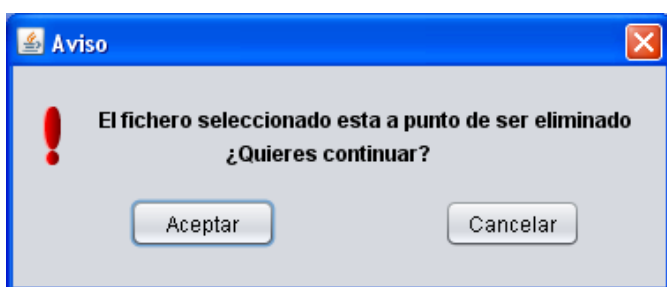 Aviso
El fichero seleccionado esta a punto de ser eliminado
¿Quieres continuar?
Aceptar
Cancelar